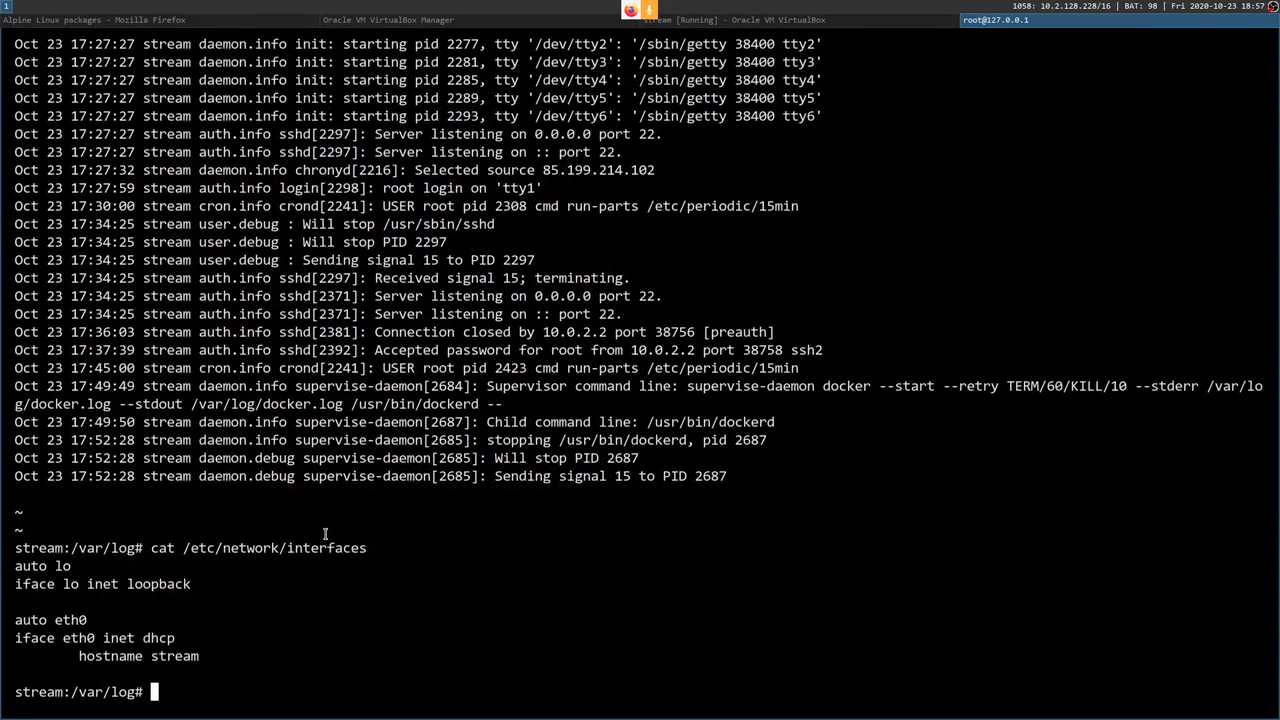 1
1058: 10.2.128.228/16 | BAT: 98 | Fri 2020-10-23 18:57
Alpine Linux packages - Mozilla Firefox
Oracle VM VirtualBox Manager
stream [Running] - Oracle VM VirtualBox
root@127.0.0.1
Oct 23 17:27:27 stream daemon.info init: starting pid 2277, tty '/dev/tty2': '/sbin/getty 38400 tty2'
Oct 23 17:27:27 stream daemon.info init: starting pid 2281, tty '/dev/tty3': '/sbin/getty 38400 tty3'
Oct 23 17:27:27 stream daemon.info init: starting pid 2285, tty '/dev/tty4': '/sbin/getty 38400 tty4'
Oct 23 17:27:27 stream daemon.info init: starting pid 2289, tty '/dev/tty5': '/sbin/getty 38400 tty5'
Oct 23 17:27:27 stream daemon.info init: starting pid 2293, tty '/dev/tty6': '/sbin/getty 38400 tty6'
Oct 23 17:27:27 stream auth.info sshd[2297]: Server listening on 0.0.0.0 port 22.
Oct 23 17:27:27 stream auth.info sshd[2297]: Server listening on :: port 22.
Oct 23 17:27:32 stream daemon.info chronyd[2216]: Selected source 85.199.214.102
Oct 23 17:27:59 stream auth.info login[2298]: root login on 'tty1'
Oct 23 17:30:00 stream cron.info crond[2241]: USER root pid 2308 cmd run-parts /etc/periodic/15min
Oct 23 17:34:25 stream user.debug : Will stop /usr/sbin/sshd
Oct 23 17:34:25 stream user.debug : Will stop PID 2297
Oct 23 17:34:25 stream user.debug : Sending signal 15 to PID 2297
Oct 23 17:34:25 stream auth.info sshd[2297]: Received signal 15; terminating.
Oct 23 17:34:25 stream auth.info sshd[2371]: Server listening on 0.0.0.0 port 22.
Oct 23 17:34:25 stream auth.info sshd[2371]: Server listening on :: port 22.
Oct 23 17:36:03 stream auth.info sshd[2381]: Connection closed by 10.0.2.2 port 38756 [preauth]
Oct 23 17:37:39 stream auth.info sshd[2392]: Accepted password for root from 10.0.2.2 port 38758 ssh2
Oct 23 17:45:00 stream cron.info crond[2241]: USER root pid 2423 cmd run-parts /etc/periodic/15min
Oct 23 17:49:49 stream daemon.info supervise-daemon[2684]: Supervisor command line: supervise-daemon docker --start --retry TERM/60/KILL/10 --stderr /var/lo
g/docker.log --stdout /var/log/docker.log /usr/bin/dockerd --
Oct 23 17:49:50 stream daemon.info supervise-daemon[2687]: Child command line: /usr/bin/dockerd
Oct 23 17:52:28 stream daemon.info supervise-daemon[2685]: stopping /usr/bin/dockerd, pid 2687
Oct 23 17:52:28 stream daemon.debug supervise-daemon[2685]: Will stop PID 2687
Oct 23 17:52:28 stream daemon.debug supervise-daemon[2685]: Sending signal 15 to PID 2687
~
~
stream:/var/log# cat /etc/network/interfaces
auto lo
iface lo inet loopback
auto eth0
iface eth0 inet dhcp
hostname stream
stream:/var/log#